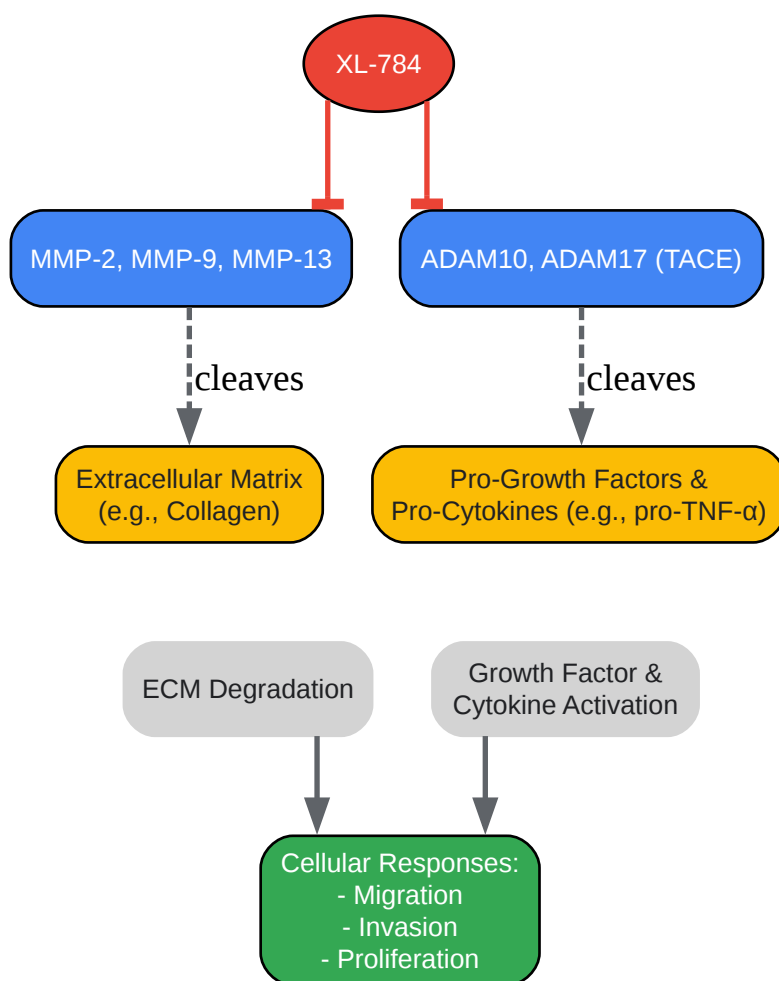 XL-784
MMP-2, MMP-9, MMP-13
ADAM10, ADAM17 (TACE)
cleaves
cleaves
Extracellular Matrix
(e.g., Collagen)
Pro-Growth Factors &
Pro-Cytokines (e.g., pro-TNF-α)
ECM Degradation
Growth Factor &
Cytokine Activation
Cellular Responses:
- Migration
- Invasion
- Proliferation